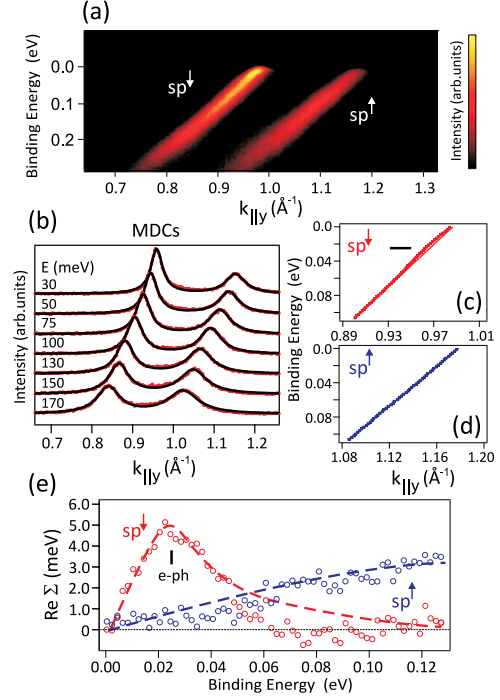 (a)
Binding Energy (eV)
0.0
0.1
0.2
sp↓
sp↑
0.7 0.8 0.9 1.0 1.1 1.2 1.3
k||y (Å⁻¹)
Intensity (arb.units)
(b)
MDCs
Intensity (arb.units)
E (meV)
30
50
75
100
130
150
170
0.7 0.8 0.9 1.0 1.1 1.2
k||y (Å⁻¹)
Binding Energy (eV)
0.0
0.05
0.1
sp↓
(c)
0.89 0.93 0.97 1.01
0.0
0.05
0.1
sp↑
(d)
1.08 1.12 1.16 1.20
k||y (Å⁻¹)
(e)
Re Σ (meV)
6.0
5.0
4.0
3.0
2.0
1.0
0.0
sp↓
e-ph
sp↑
0.0 0.02 0.04 0.06 0.08 0.10 0.12
Binding Energy (eV)